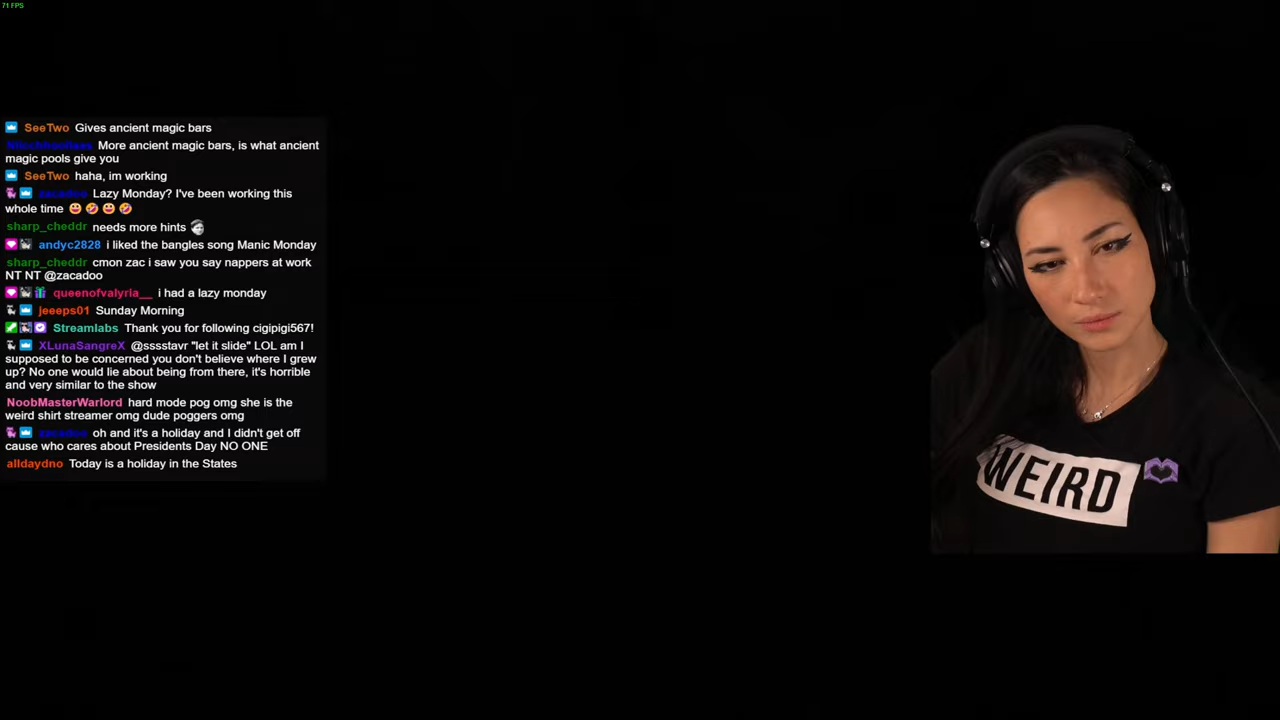 71 FPS
SeeTwo Gives ancient magic bars
More ancient magic bars, is what ancient
magic pools give you
SeeTwo haha, im working
zacadoo Lazy Monday? I've been working this
whole time
sharp_cheddr needs more hints
andyc2828 i liked the bangles song Manic Monday
sharp_cheddr cmon zac i saw you say nappers at work
NT NT @zacadoo
queenofvalyria__ i had a lazy monday
jeeeps01 Sunday Morning
Streamlabs Thank you for following cigipigi567!
XLunaSangreX @sssstavr "let it slide" LOL am I
supposed to be concerned you don't believe where I grew
up? No one would lie about being from there, it's horrible
and very similar to the show
NoobMasterWarlord hard mode pog omg she is the
weird shirt streamer omg dude poggers omg
zacadoo oh and it's a holiday and I didn't get off
cause who cares about Presidents Day NO ONE
alldaydno Today is a holiday in the States
WEIRD